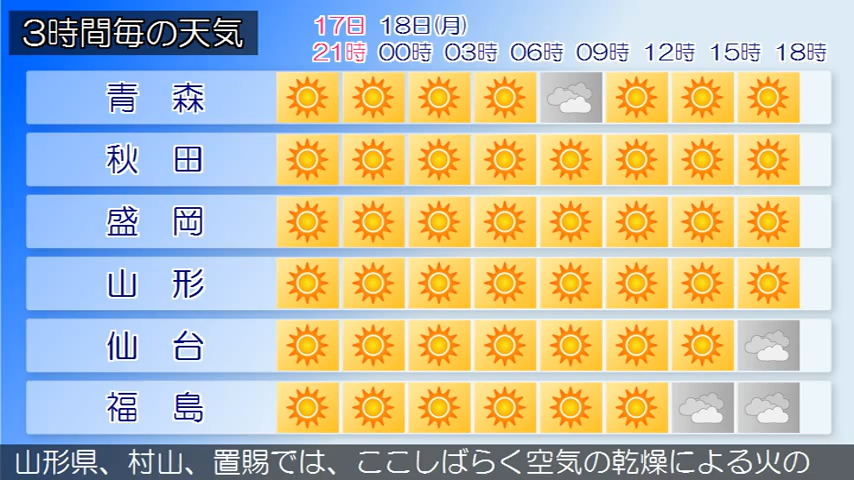 3時間毎の天気
17日 18日(月)
21時 00時 03時 06時 09時 12時 15時 18時
青森
秋田
盛岡
山形
仙台
福島
山形県、村山、置賜では、ここしばらく空気の乾燥による火の